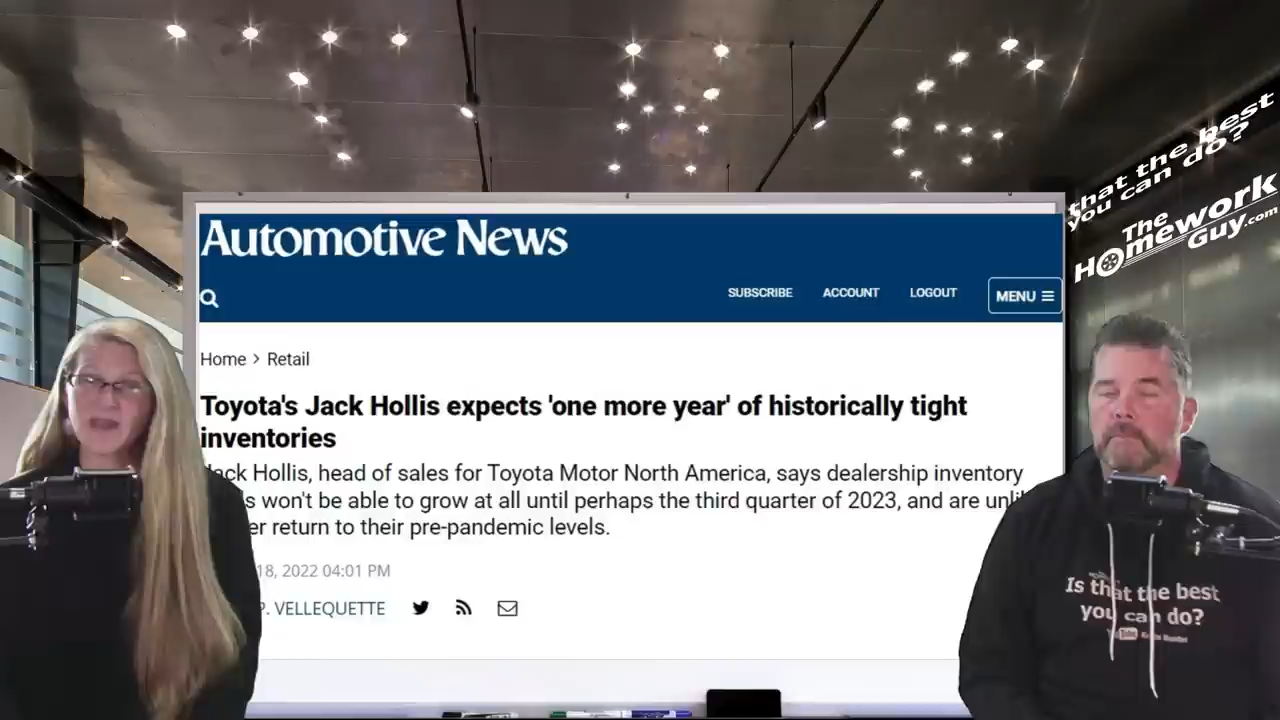 Automotive News
SUBSCRIBE ACCOUNT LOGOUT MENU
Home > Retail
Toyota's Jack Hollis expects 'one more year' of historically tight
inventories
Hollis, head of sales for Toyota Motor North America, says dealership inventory
won't be able to grow at all until perhaps the third quarter of 2023, and are
return to their pre-pandemic levels.
18, 2022 04:01 PM
P. VELLEQUETTE
that the best
you can do?
The
Homework
Guy.com
Is that the best
you can do?